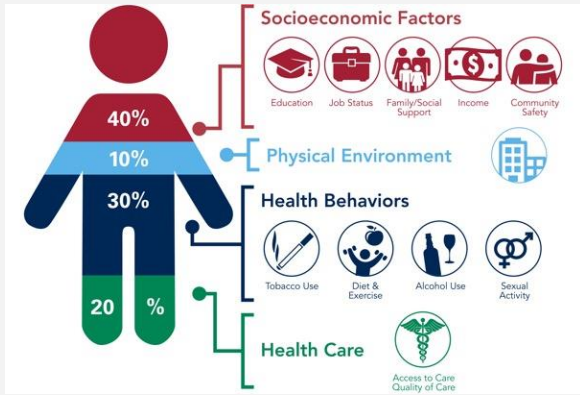 Socioeconomic Factors
Education
Job Status
Family/Social
Support
Income
Community
Safety
40%
10%
Physical Environment
30%
Health Behaviors
Tobacco Use
Diet &
Exercise
Alcohol Use
Sexual
Activity
20 %
Health Care
Access to Care
Quality of Care